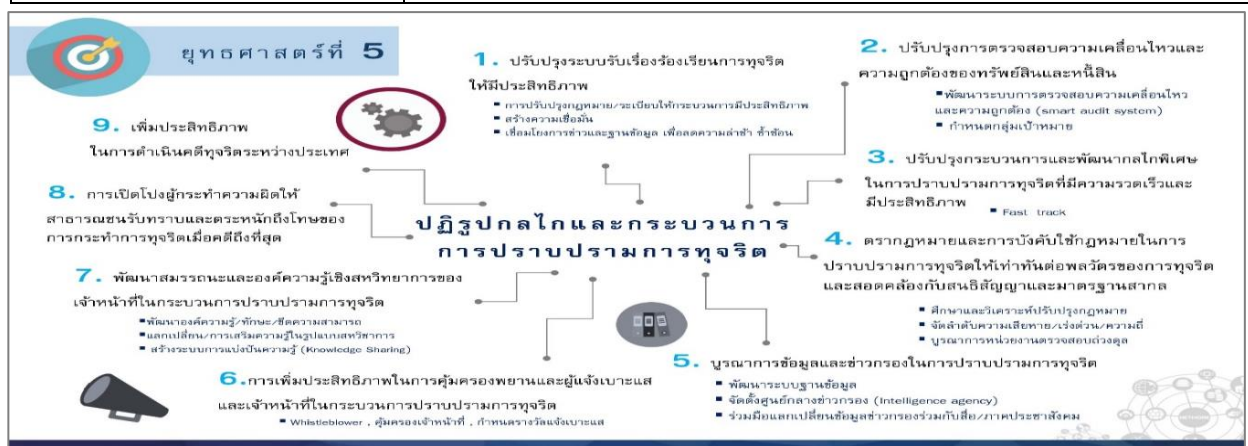 ยุทธศาสตร์ที่ 5
1. ปรับปรุงระบบรับเรื่องร้องเรียนการทุจริต
ให้มีประสิทธิภาพ
▪ การปรับปรุงกฎหมาย/ระเบียบให้กระบวนการมีประสิทธิภาพ
▪ สร้างความเชื่อมั่น
▪ เชื่อมโยงการข่าวและฐานข้อมูล เพื่อลดความล่าช้า ซ้ำซ้อน
2. ปรับปรุงการตรวจสอบความเคลื่อนไหวและ
ความถูกต้องของทรัพย์สินและหนี้สิน
▪ พัฒนาระบบการตรวจสอบความเคลื่อนไหว
และความถูกต้อง (smart audit system)
▪ กำหนดกลุ่มเป้าหมาย
3. ปรับปรุงกระบวนการและพัฒนากลไกพิเศษ
ในการปราบปรามการทุจริตที่มีความรวดเร็วและ
มีประสิทธิภาพ
▪ Fast track
ปฏิรูปกลไกและกระบวนการ
การปราบปรามการทุจริต
4. ตรากฎหมายและการบังคับใช้กฎหมายในการ
ปราบปรามการทุจริตให้เท่าทันต่อพลวัตรของการทุจริต
และสอดคล้องกับสนธิสัญญาและมาตรฐานสากล
▪ ศึกษาและวิเคราะห์ปรับปรุงกฎหมาย
▪ จัดลำดับความเสียหาย/เร่งด่วน/ความถี่
▪ บูรณาการหน่วยงานตรวจสอบถ่วงดุล
5. บูรณาการข้อมูลและข่าวกรองในการปราบปรามการทุจริต
▪ พัฒนาระบบฐานข้อมูล
▪ จัดตั้งศูนย์กลางข่าวกรอง (Intelligence agency)
▪ ร่วมมือแลกเปลี่ยนข้อมูลข่าวกรองร่วมกับสื่อ/ภาคประชาสังคม
6.การเพิ่มประสิทธิภาพในการคุ้มครองพยานและผู้แจ้งเบาะแส
และเจ้าหน้าที่ในกระบวนการปราบปรามการทุจริต
▪ Whistleblower , คุ้มครองเจ้าหน้าที่ , กำหนดรางวัลแจ้งเบาะแส
7. พัฒนาสมรรถนะและองค์ความรู้เชิงสหวิทยาการของ
เจ้าหน้าที่ในกระบวนการปราบปรามการทุจริต
▪ พัฒนาองค์ความรู้/ทักษะ/ขีดความสามารถ
▪ แลกเปลี่ยน/การเสริมความรู้ในรูปแบบสหวิชาการ
▪ สร้างระบบการแบ่งปันความรู้ (Knowledge Sharing)
8. การเปิดโปงผู้กระทำความผิดให้
สาธารณชนรับทราบและตระหนักถึงโทษของ
การกระทำการทุจริตเมื่อคดีถึงที่สุด
9. เพิ่มประสิทธิภาพ
ในการดำเนินคดีทุจริตระหว่างประเทศ